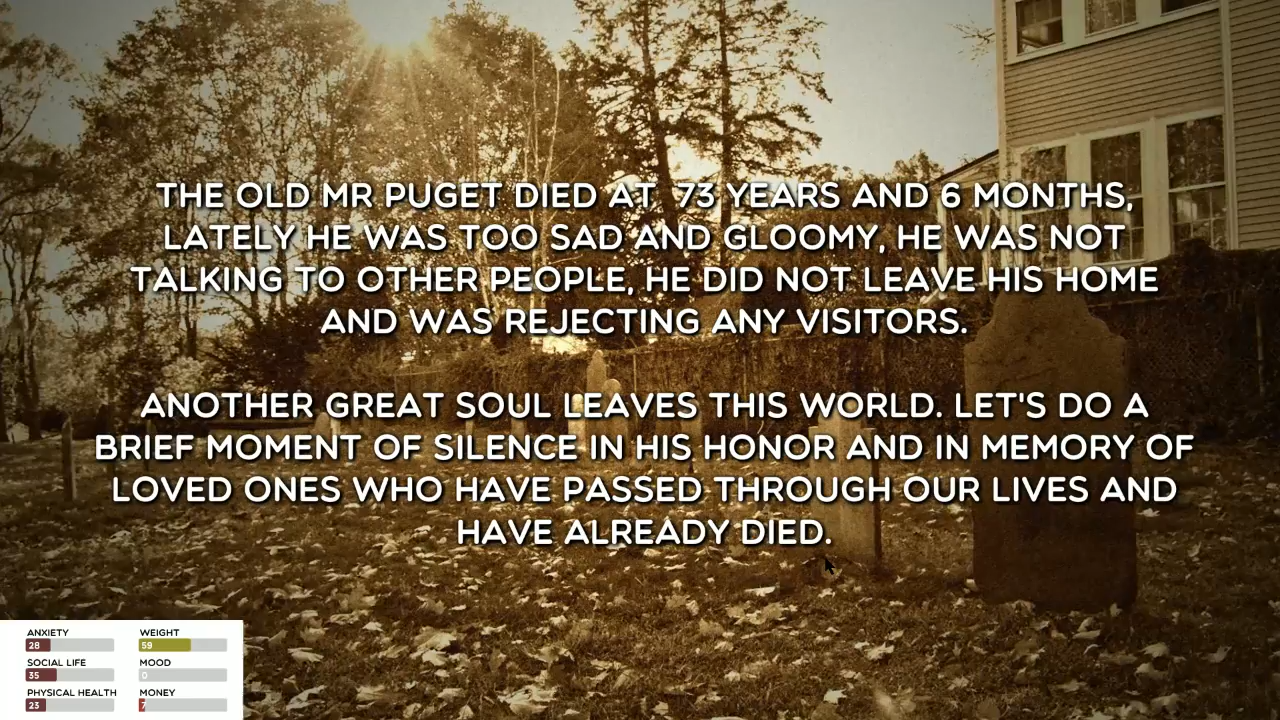 THE OLD MR PUGET DIED AT  73 YEARS AND 6 MONTHS,
LATELY HE WAS TOO SAD AND GLOOMY, HE WAS NOT
TALKING TO OTHER PEOPLE, HE DID NOT LEAVE HIS HOME
AND WAS REJECTING ANY VISITORS.
ANOTHER GREAT SOUL LEAVES THIS WORLD. LET'S DO A
BRIEF MOMENT OF SILENCE IN HIS HONOR AND IN MEMORY OF
LOVED ONES WHO HAVE PASSED THROUGH OUR LIVES AND
HAVE ALREADY DIED.
ANXIETY
28
WEIGHT
59
SOCIAL LIFE
35
MOOD
0
PHYSICAL HEALTH
23
MONEY
7